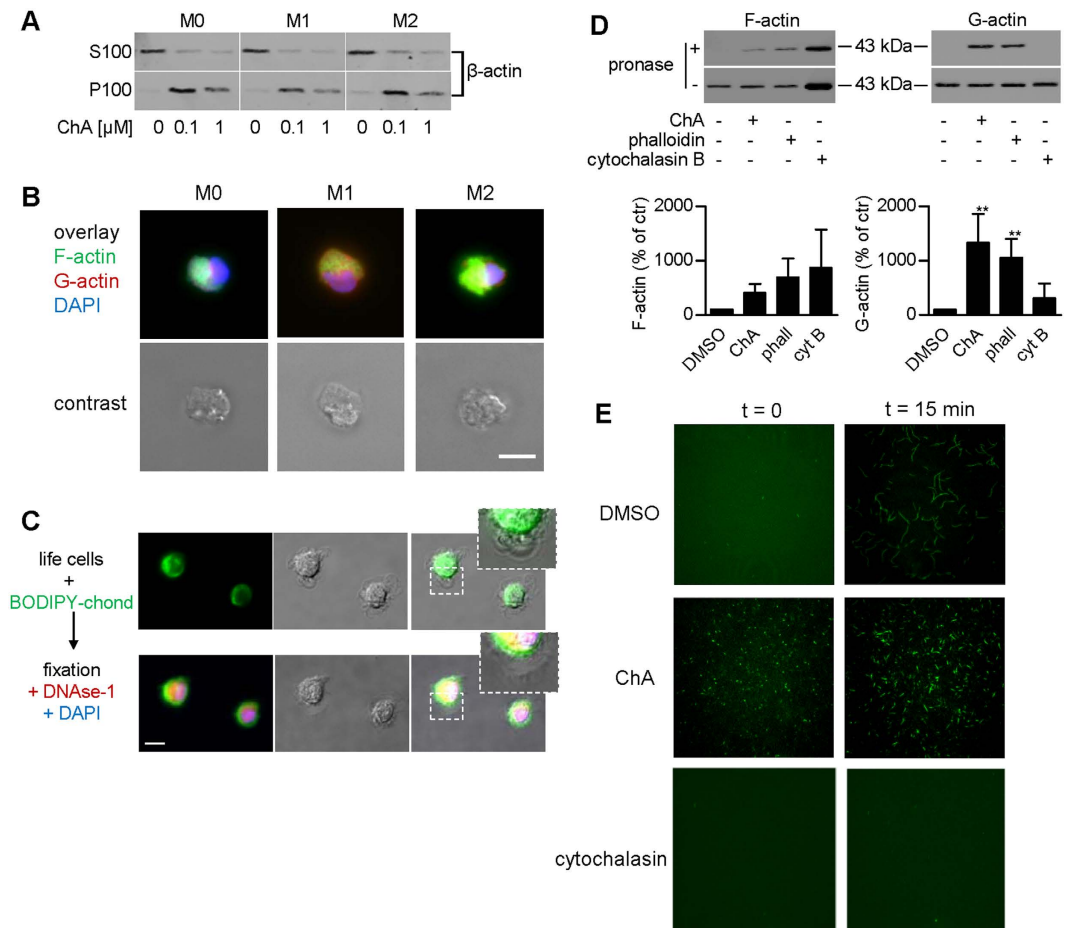 A
M0 M1 M2
S100
P100
β-actin
ChA [µM] 0 0.1 1 0 0.1 1 0 0.1 1
B
M0 M1 M2
overlay
F-actin
G-actin
DAPI
contrast
C
life cells
+
BODIPY-chond
fixation
+ DNAse-1
+ DAPI
D
F-actin G-actin
pronase
+ 43 kDa
- 43 kDa
ChA - + - - - + - -
phalloidin - - + - - - + -
cytochalasin B - - - + - - - +
F-actin (% of ctr)
2000
1000
0
DMSO ChA phall cyt B
G-actin (% of ctr)
2000
1000
0
** **
DMSO ChA phall cyt B
E
t = 0 t = 15 min
DMSO
ChA
cytochalasin